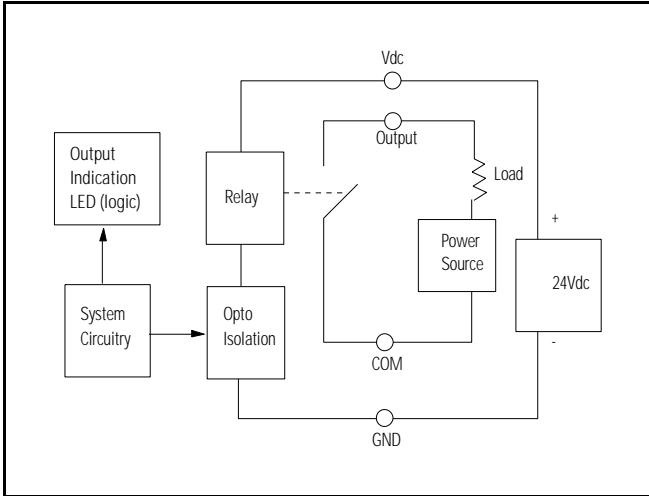 Vdc
Output
Output
Indication
LED (logic)
Relay
Load
+
Power
Source
24Vdc
System
Circuitry
Opto
Isolation
-
COM
GND